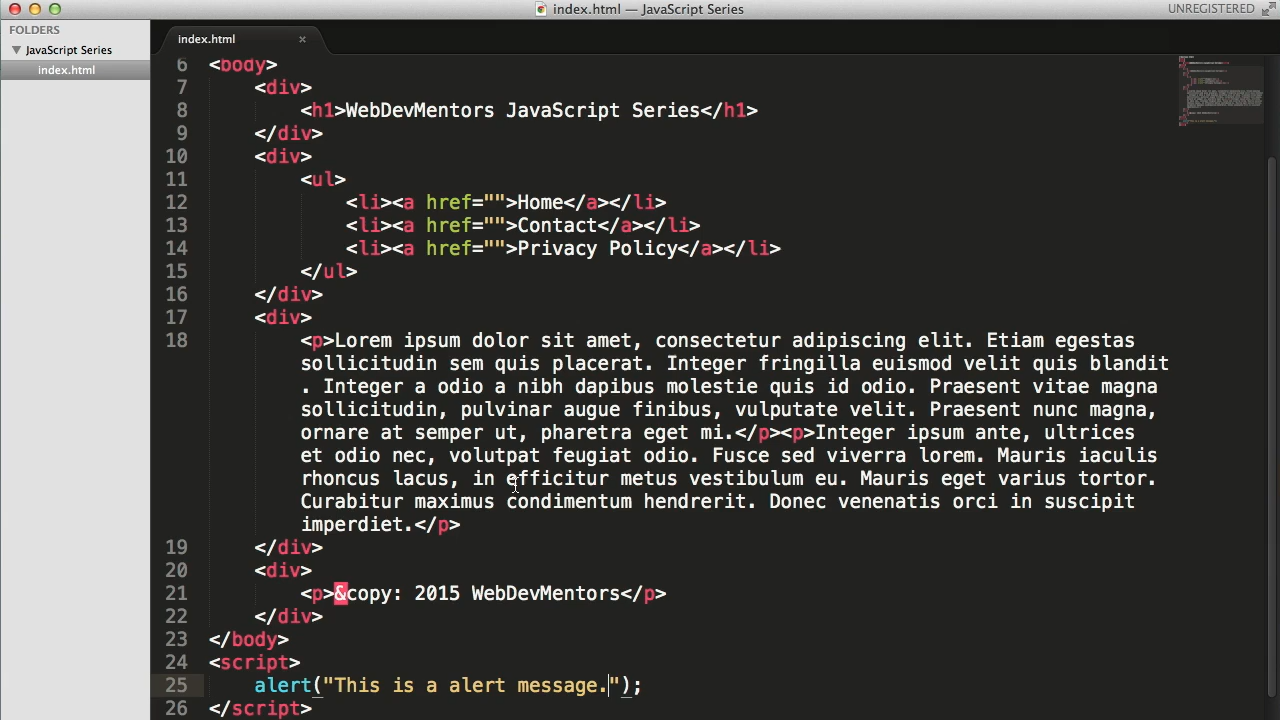 index.html — JavaScript Series
UNREGISTERED
FOLDERS
JavaScript Series
index.html
index.html ×
6 <body>
7 <div>
8 <h1>WebDevMentors JavaScript Series</h1>
9 </div>
10 <div>
11 <ul>
12 <li><a href="">Home</a></li>
13 <li><a href="">Contact</a></li>
14 <li><a href="">Privacy Policy</a></li>
15 </ul>
16 </div>
17 <div>
18 <p>Lorem ipsum dolor sit amet, consectetur adipiscing elit. Etiam egestas
sollicitudin sem quis placerat. Integer fringilla euismod velit quis blandit
. Integer a odio a nibh dapibus molestie quis id odio. Praesent vitae magna
sollicitudin, pulvinar augue finibus, vulputate velit. Praesent nunc magna,
ornare at semper ut, pharetra eget mi.</p><p>Integer ipsum ante, ultrices
et odio nec, volutpat feugiat odio. Fusce sed viverra lorem. Mauris iaculis
rhoncus lacus, in efficitur metus vestibulum eu. Mauris eget varius tortor.
Curabitur maximus condimentum hendrerit. Donec venenatis orci in suscipit
imperdiet.</p>
19 </div>
20 <div>
21 <p>&copy: 2015 WebDevMentors</p>
22 </div>
23 </body>
24 <script>
25 alert("This is a alert message.");
26 </script>